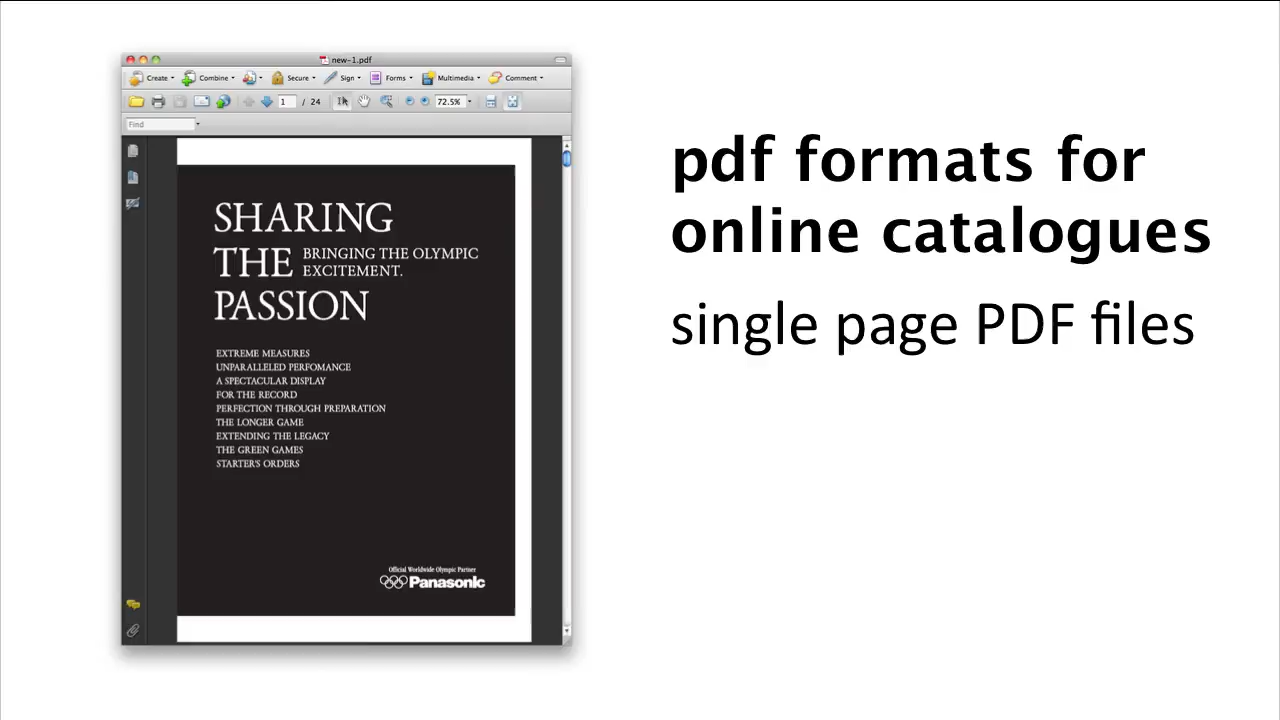 new-1.pdf
Create Combine Secure Sign Forms Multimedia Comment
1 / 24 72.5%
Find
SHARING
THE BRINGING THE OLYMPIC
EXCITEMENT.
PASSION
EXTREME MEASURES
UNPARALLELED PERFOMANCE
A SPECTACULAR DISPLAY
FOR THE RECORD
PERFECTION THROUGH PREPARATION
THE LONGER GAME
EXTENDING THE LEGACY
THE GREEN GAMES
STARTER'S ORDERS
Official Worldwide Olympic Partner
Panasonic
pdf formats for
online catalogues
single page PDF files